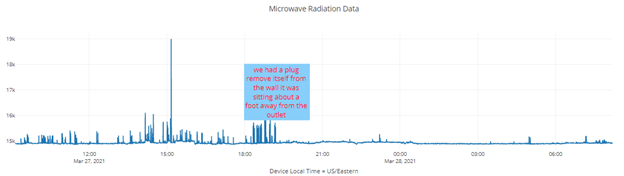 Microwave Radiation Data
19k
18k
17k
16k
15k
we had a plug
remove itself from
the wall it was
sitting about a
foot away from the
outlet
12:00
Mar 27, 2021
15:00
18:00
21:00
00:00
Mar 28, 2021
03:00
06:00
Device Local Time • US/Eastern